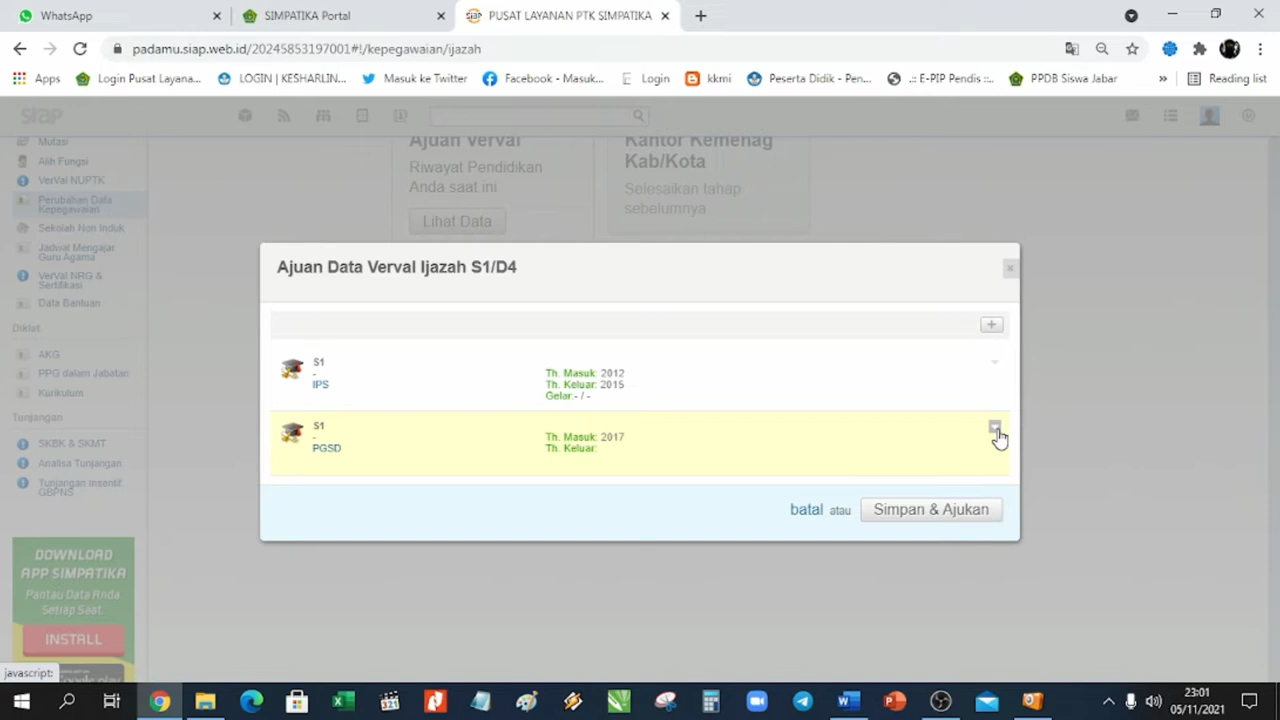 WhatsApp
SIMPATIKA Portal
PUSAT LAYANAN PTK SIMPATIKA
padamu.siap.web.id/20245853197001#!/kepegawaian/ijazah
Apps
Login Pusat Layana...
LOGIN | KESHARLIN...
Masuk ke Twitter
Facebook - Masuk...
Login
kkmi
Peserta Didik - Pen...
.:: E-PIP Pendis ::..
PPDB Siswa Jabar
»
Reading list
siap
Mutasi
Alih Fungsi
VerVal NUPTK
Perubahan Data
Kepegawaian
Sekolah Non Induk
Jadwal Mengajar
Guru Agama
VerVal NRG &
Sertifikasi
Data Bantuan
Diklat
AKG
PPG dalam Jabatan
Kurikulum
Tunjangan
SKBK & SKMT
Analisa Tunjangan
Tunjangan Insentif
GBPNS
DOWNLOAD
APP SIMPATIKA
Pantau Data Anda
Setiap Saat.
INSTALL
Google play
Ajuan Verval
Riwayat Pendidikan
Anda saat ini
Lihat Data
Kantor Kemenag
Kab/Kota
Selesaikan tahap
sebelumnya
Ajuan Data Verval Ijazah S1/D4
S1
-
IPS
Th. Masuk: 2012
Th. Keluar: 2015
Gelar:- / -
S1
-
PGSD
Th. Masuk: 2017
Th. Keluar:
batal atau Simpan & Ajukan
javascript:
23:01
05/11/2021